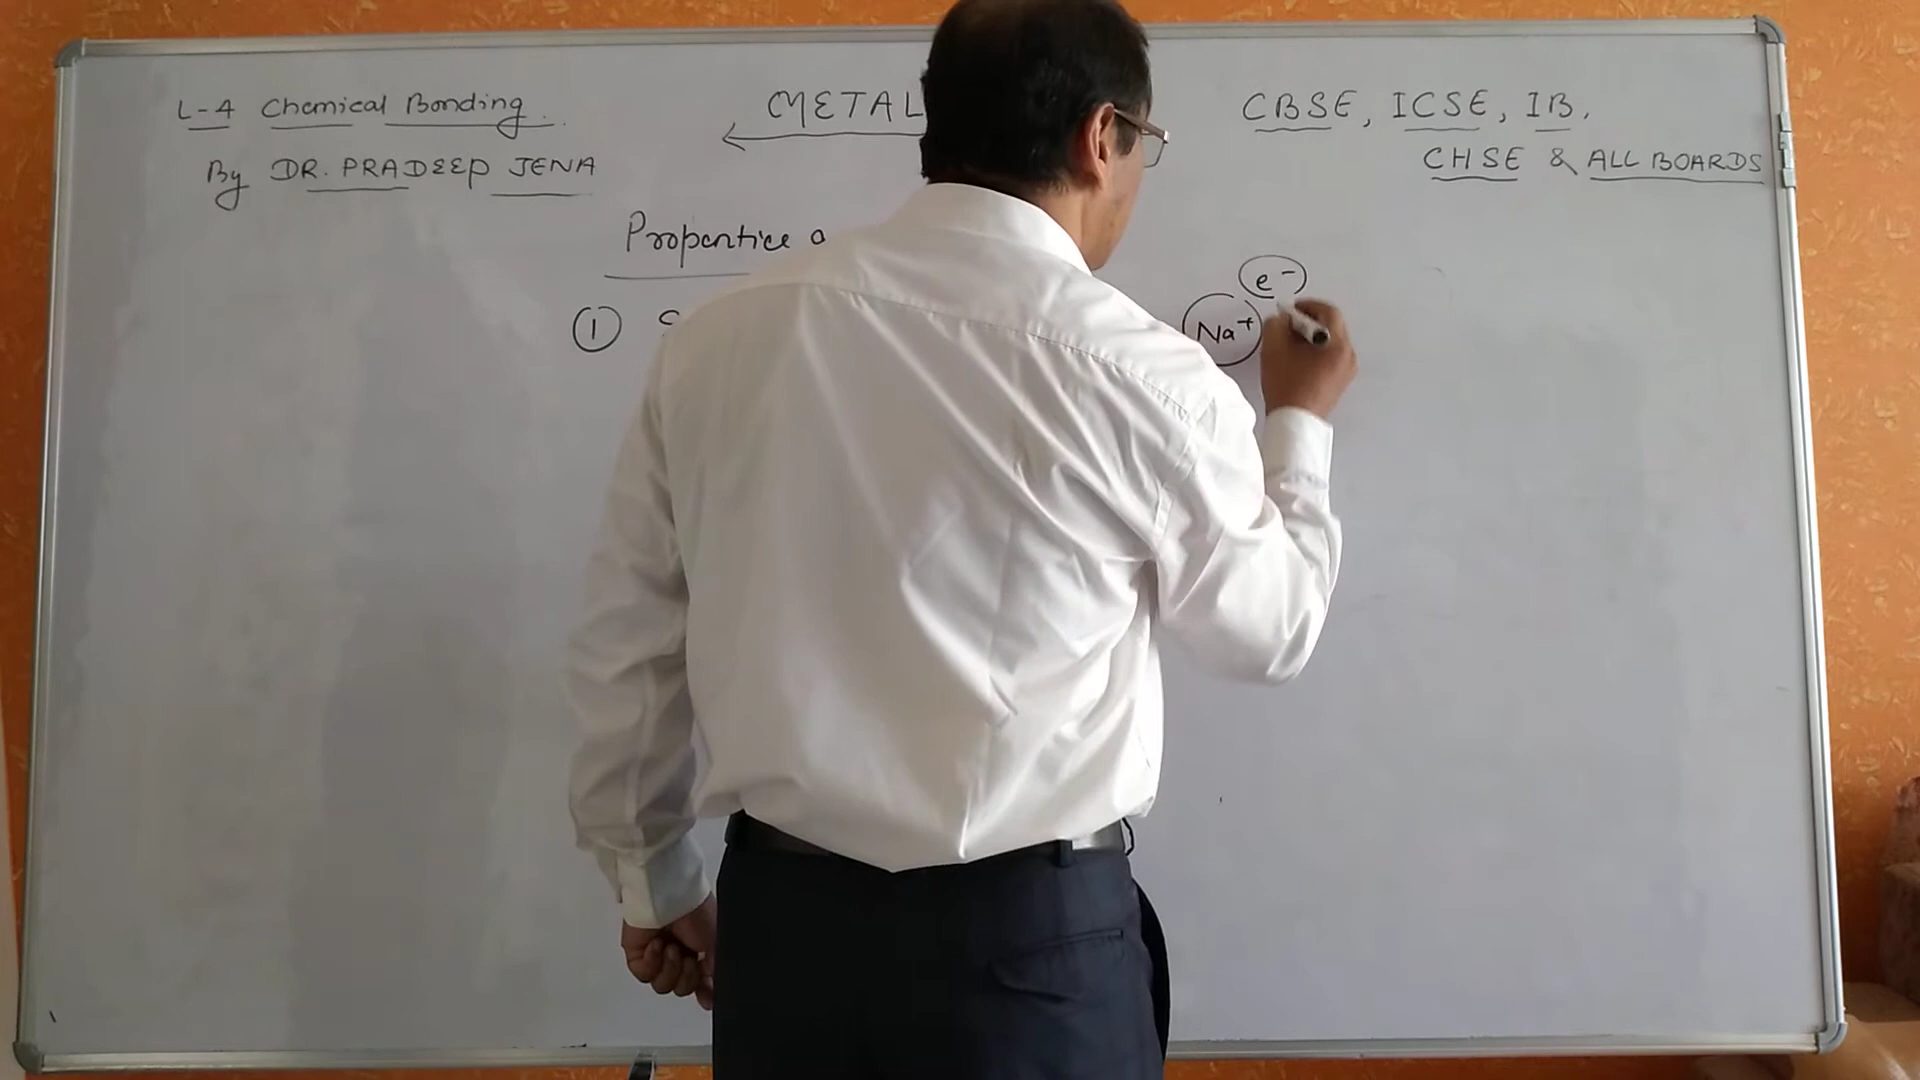 L-4 Chemical Bonding.
By DR. PRADEEP JENA
METAL
CBSE, ICSE, IB,
CHSE & ALL BOARDS
Propertice
①
e⁻
Na⁺